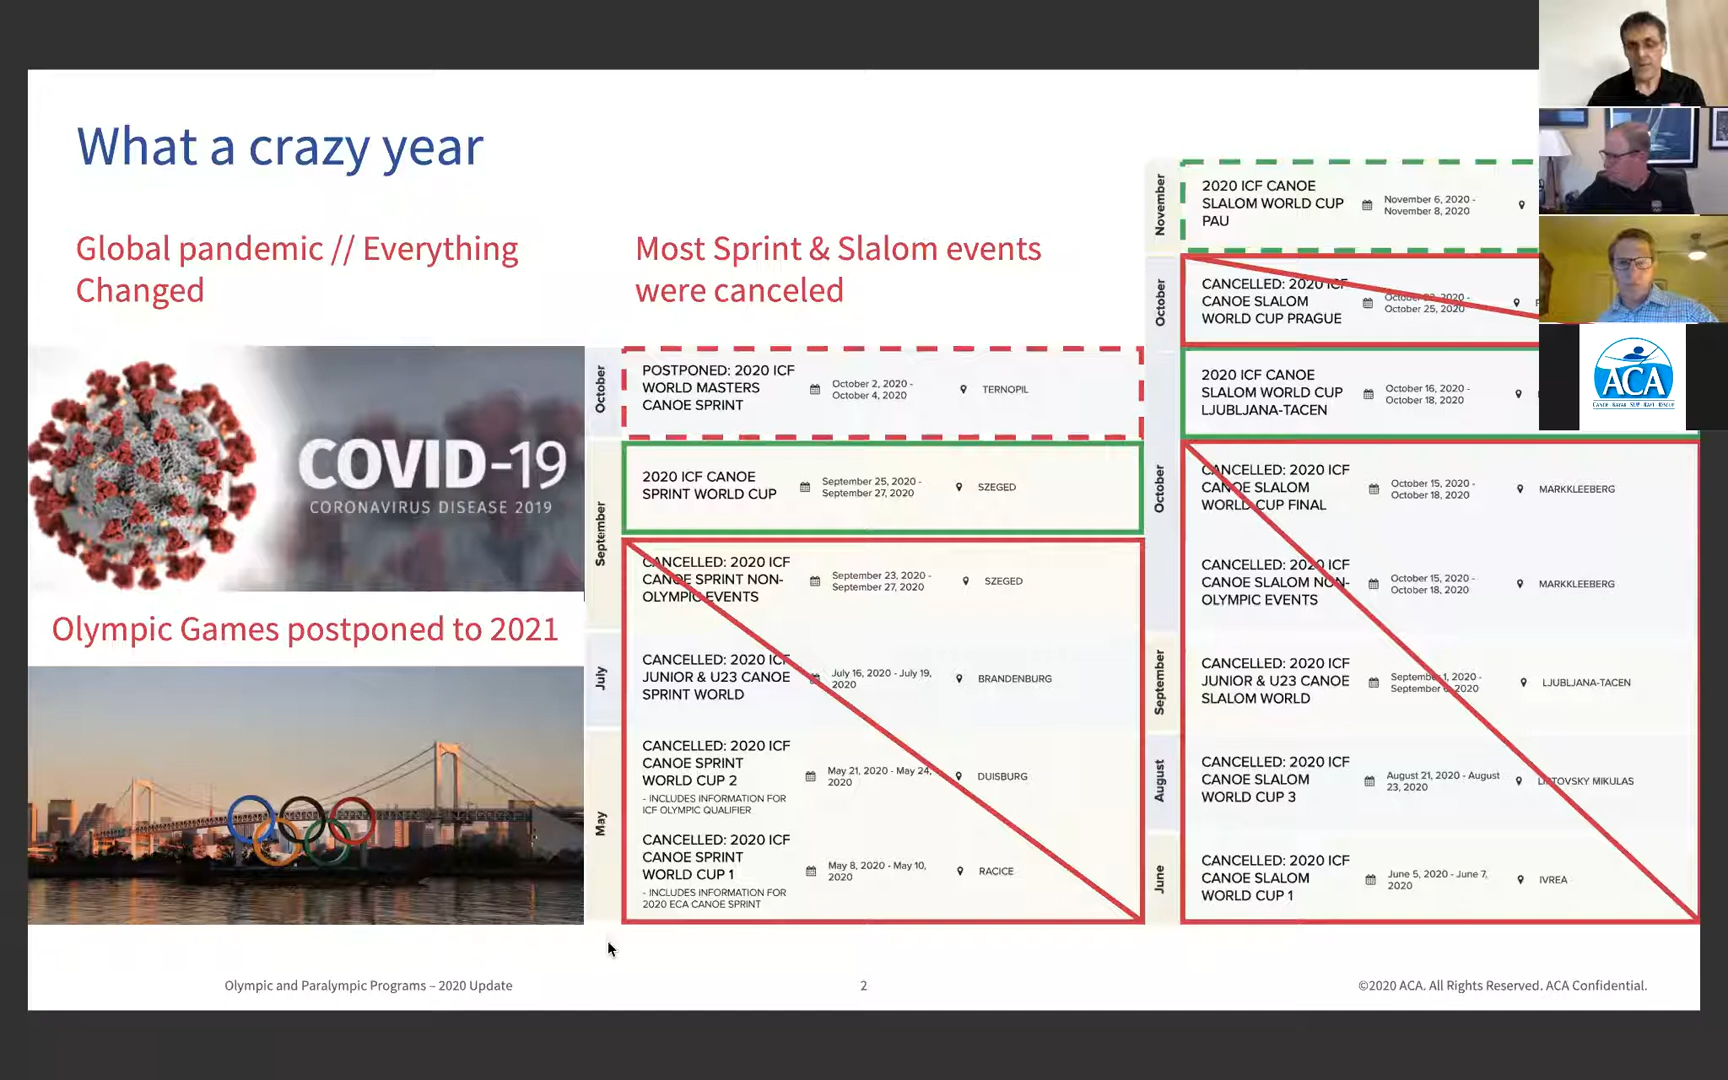 What a crazy year
Global pandemic // Everything
Changed
COVID-19
CORONAVIRUS DISEASE 2019
Olympic Games postponed to 2021
Most Sprint & Slalom events
were canceled
October
POSTPONED: 2020 ICF
WORLD MASTERS
CANOE SPRINT
October 2, 2020 -
October 4, 2020
TERNOPIL
September
2020 ICF CANOE
SPRINT WORLD CUP
September 25, 2020 -
September 27, 2020
SZEGED
CANCELLED: 2020 ICF
CANOE SPRINT NON-
OLYMPIC EVENTS
September 23, 2020 -
September 27, 2020
SZEGED
July
CANCELLED: 2020 ICF
JUNIOR & U23 CANOE
SPRINT WORLD
July 16, 2020 - July 19,
2020
BRANDENBURG
May
CANCELLED: 2020 ICF
CANOE SPRINT
WORLD CUP 2
- INCLUDES INFORMATION FOR
ICF OLYMPIC QUALIFIER
May 21, 2020 - May 24,
2020
DUISBURG
CANCELLED: 2020 ICF
CANOE SPRINT
WORLD CUP 1
- INCLUDES INFORMATION FOR
2020 ECA CANOE SPRINT
May 8, 2020 - May 10,
2020
RACICE
November
2020 ICF CANOE
SLALOM WORLD CUP
PAU
November 6, 2020 -
November 8, 2020
October
CANCELLED: 2020 ICF
CANOE SLALOM
WORLD CUP PRAGUE
October 2020 -
October 25, 2020
October
2020 ICF CANOE
SLALOM WORLD CUP
LJUBLJANA-TACEN
October 16, 2020 -
October 18, 2020
CANCELLED: 2020 ICF
CANOE SLALOM
WORLD CUP FINAL
October 15, 2020 -
October 18, 2020
MARKKLEEBERG
CANCELLED: 2020 ICF
CANOE SLALOM NON-
OLYMPIC EVENTS
October 15, 2020 -
October 18, 2020
MARKKLEEBERG
September
CANCELLED: 2020 ICF
JUNIOR & U23 CANOE
SLALOM WORLD
September 1, 2020 -
September 2020
LJUBLJANA-TACEN
August
CANCELLED: 2020 ICF
CANOE SLALOM
WORLD CUP 3
August 21, 2020 - August
23, 2020
LIPTOVSKY MIKULAS
June
CANCELLED: 2020 ICF
CANOE SLALOM
WORLD CUP 1
June 5, 2020 - June 7,
2020
IVREA
ACA
CANOE KAYAK SUP RAFT RESCUE
Olympic and Paralympic Programs – 2020 Update
2
©2020 ACA. All Rights Reserved. ACA Confidential.